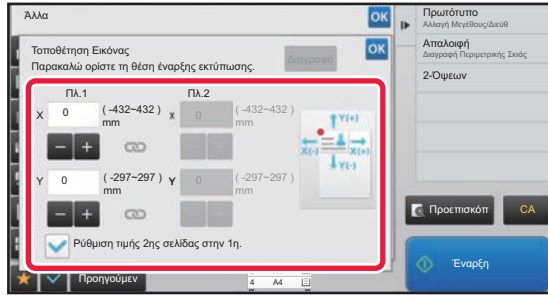 Άλλα
OK
Τοποθέτηση Εικόνας
Παρακαλώ ορίστε τη θέση έναρξης εκτύπωσης.
Διαγραφή
OK
Πλ.1
Πλ.2
X 0 ( -432~432 ) mm
X 0 ( -432~432 ) mm
Y(+)
X(-) X(+)
Y(-)
Y 0 ( -297~297 ) mm
Y 0 ( -297~297 ) mm
Ρύθμιση τιμής 2ης σελίδας στην 1η.
Προηγούμεν
4 A4
Πρωτότυπο
Αλλαγή Μεγέθους/Διεύθ
Απαλοιφή
Διαγραφή Περιμετρικής Σκιάς
2-Όψεων
Προεπισκόπ
CA
Έναρξη